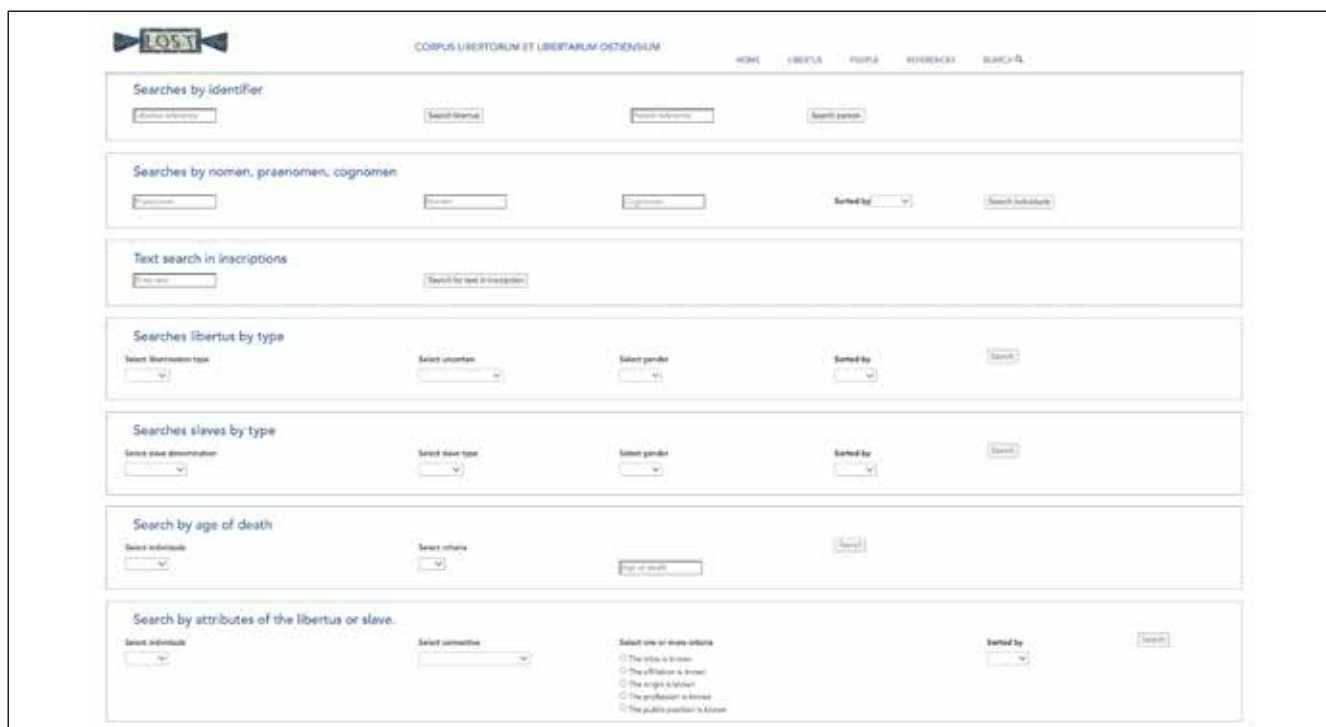 LOST
CORPUS LIBERTORUM ET LIBERTARUM OSTIENSIUM
HOME LIBERTUS PEOPLE REFERENCES SEARCH
Searches by identifier
Libertus reference Search libertus Person reference Search person
Searches by nomen, praenomen, cognomen
Praenomen Nomen Cognomen Sorted by Search individuals
Text search in inscriptions
Enter text Search for text in inscription
Searches libertus by type
Select libertination type Select uncertain Select gender Sorted by Search
Searches slaves by type
Select slave denomination Select slave type Select gender Sorted by Search
Search by age of death
Select individuals Select criteria Age of death Search
Search by attributes of the libertus or slave.
Select individuals Select connective Select one or more criteria Sorted by Search
The tribe is known
The affiliation is known
The origin is known
The profession is known
The public position is known